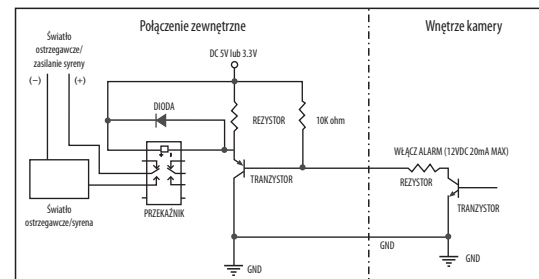 Połączenie zewnętrzne
Wnętrze kamery
Światło
ostrzegawcze/
zasilanie syreny
(−)
(+)
DC 5V lub 3.3V
DIODA
REZYSTOR
10K ohm
WŁĄCZ ALARM (12VDC 20mA MAX)
REZYSTOR
TRANZYSTOR
TRANZYSTOR
PRZEKAŹNIK
Światło
ostrzegawcze/syrena
GND
GND
GND